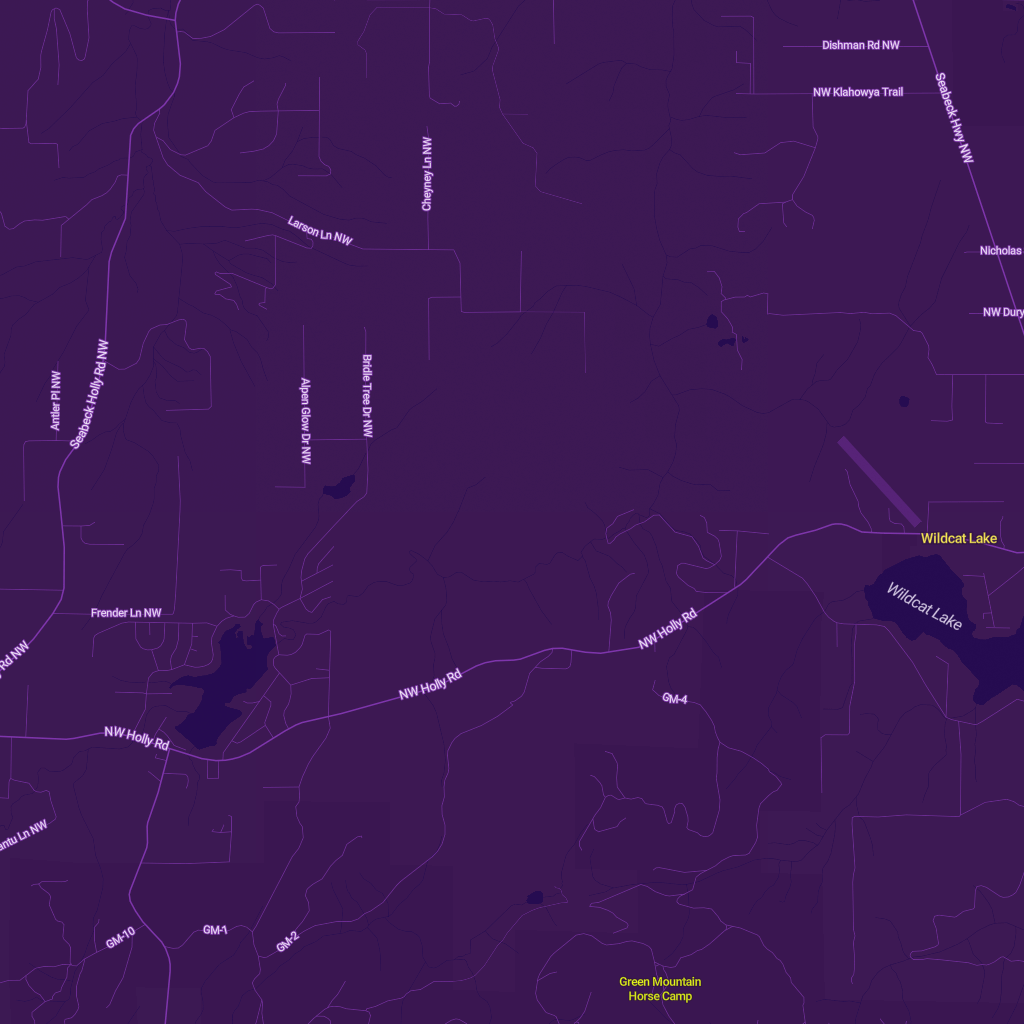 Dishman Rd NW
NW Klahowya Trail
Seabeck Hwy NW
Cheyney Ln NW
Larson Ln NW
Nicholas
NW Dury
Antler Pl NW
Seabeck Holly Rd NW
Alpen Glow Dr NW
Bridle Tree Dr NW
Wildcat Lake
Wildcat Lake
Frender Ln NW
NW Holly Rd
Rd NW
NW Holly Rd
GM-4
NW Holly Rd
antu Ln NW
GM-10
GM-1
GM-2
Green Mountain
Horse Camp